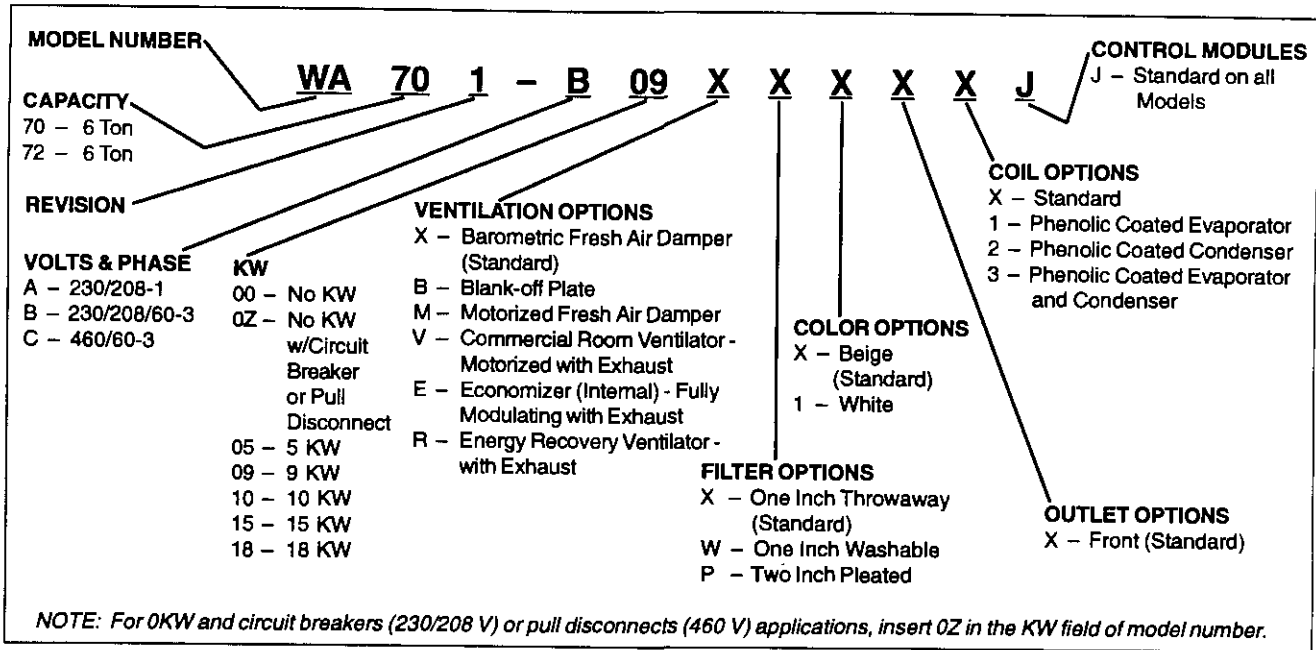 MODEL NUMBER
WA 70 1 – B 09 X X X X X J
CAPACITY
70 – 6 Ton
72 – 6 Ton
REVISION
VOLTS & PHASE
A – 230/208-1
B – 230/208/60-3
C – 460/60-3
KW
00 – No KW
0Z – No KW
w/Circuit
Breaker
or Pull
Disconnect
05 – 5 KW
09 – 9 KW
10 – 10 KW
15 – 15 KW
18 – 18 KW
VENTILATION OPTIONS
X – Barometric Fresh Air Damper
(Standard)
B – Blank-off Plate
M – Motorized Fresh Air Damper
V – Commercial Room Ventilator -
Motorized with Exhaust
E – Economizer (Internal) - Fully
Modulating with Exhaust
R – Energy Recovery Ventilator -
with Exhaust
FILTER OPTIONS
X – One Inch Throwaway
(Standard)
W – One Inch Washable
P – Two Inch Pleated
COLOR OPTIONS
X – Beige
(Standard)
1 – White
OUTLET OPTIONS
X – Front (Standard)
COIL OPTIONS
X – Standard
1 – Phenolic Coated Evaporator
2 – Phenolic Coated Condenser
3 – Phenolic Coated Evaporator
and Condenser
CONTROL MODULES
J – Standard on all
Models
NOTE: For 0KW and circuit breakers (230/208 V) or pull disconnects (460 V) applications, insert 0Z in the KW field of model number.